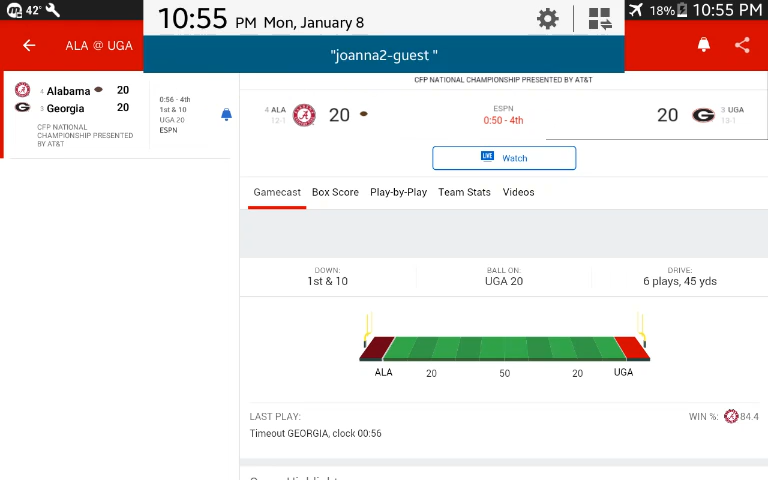 42°
10:55 PM Mon, January 8
18%
10:55 PM
ALA @ UGA
"joanna2-guest "
4 Alabama 20
3 Georgia 20
CFP NATIONAL
CHAMPIONSHIP PRESENTED
BY AT&T
0:56 - 4th
1st & 10
UGA 20
ESPN
CFP NATIONAL CHAMPIONSHIP PRESENTED BY AT&T
4 ALA
12-1
20
ESPN
0:50 - 4th
20
3 UGA
13-1
LIVE Watch
Gamecast Box Score Play-by-Play Team Stats Videos
DOWN:
1st & 10
BALL ON:
UGA 20
DRIVE:
6 plays, 45 yds
ALA 20 50 20 UGA
LAST PLAY:
WIN %: 84.4
Timeout GEORGIA, clock 00:56